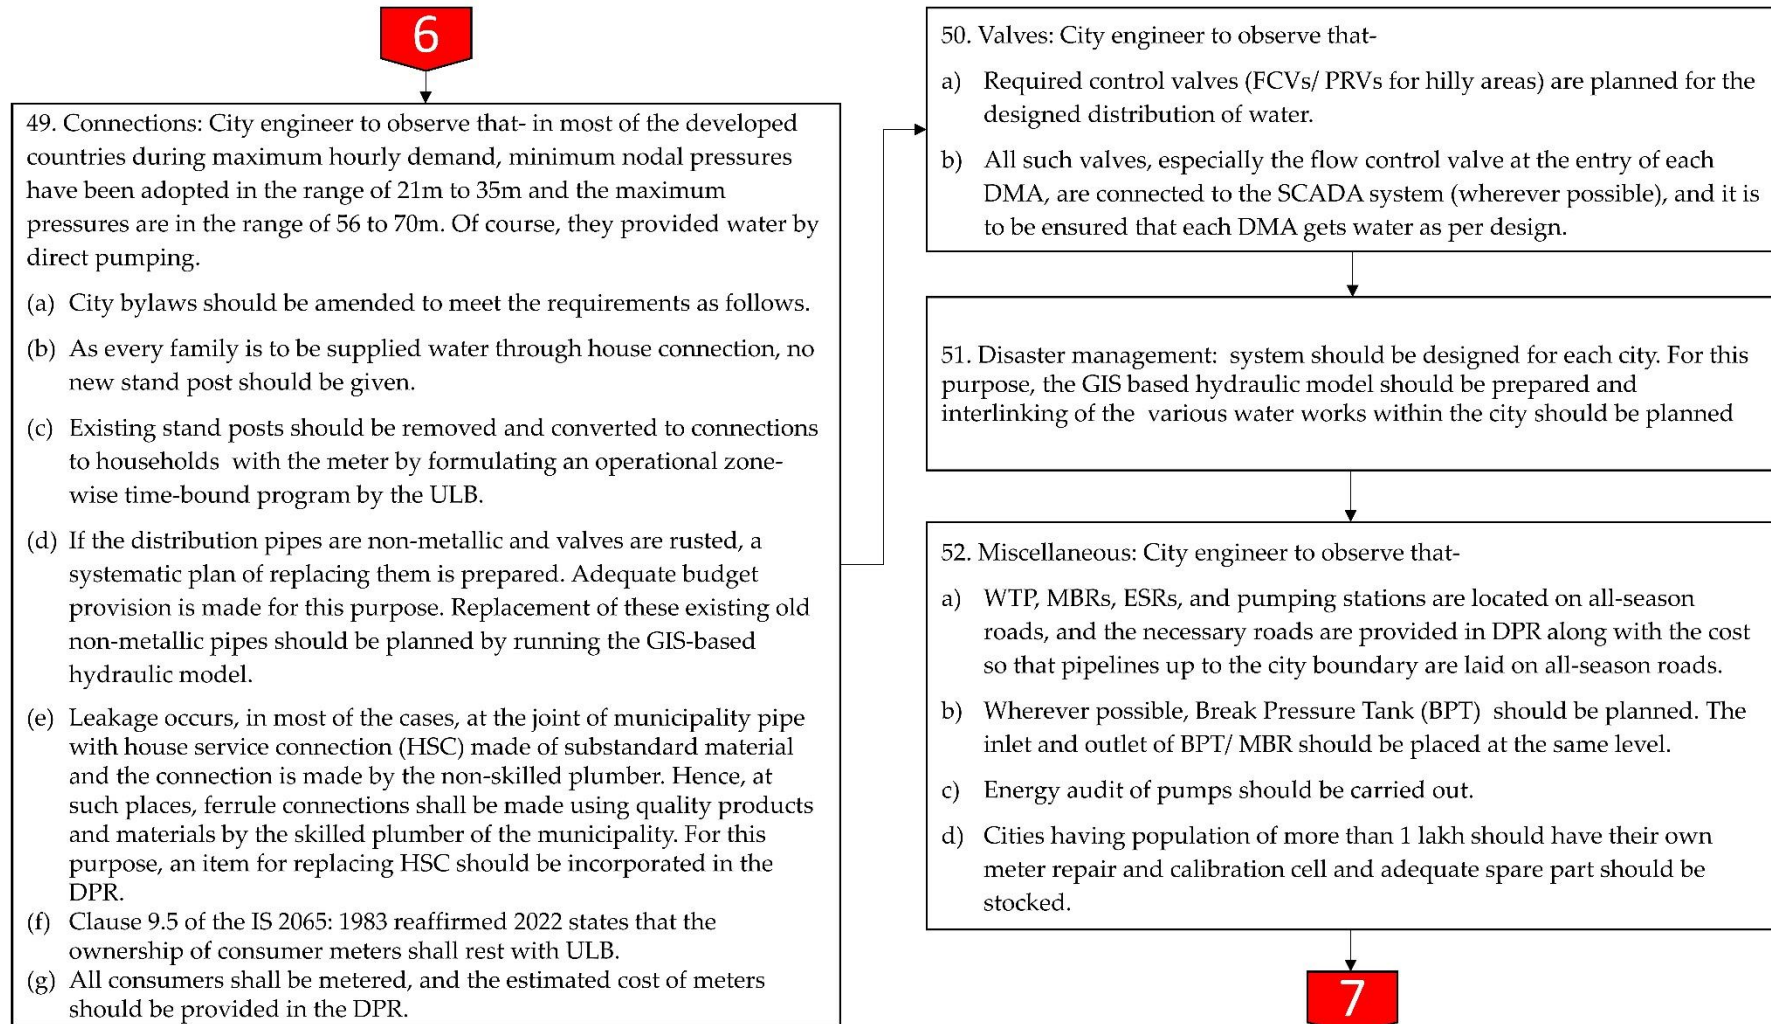 6
49. Connections: City engineer to observe that- in most of the developed
countries during maximum hourly demand, minimum nodal pressures
have been adopted in the range of 21m to 35m and the maximum
pressures are in the range of 56 to 70m. Of course, they provided water by
direct pumping.
(a) City bylaws should be amended to meet the requirements as follows.
(b) As every family is to be supplied water through house connection, no
new stand post should be given.
(c) Existing stand posts should be removed and converted to connections
to households with the meter by formulating an operational zone-
wise time-bound program by the ULB.
(d) If the distribution pipes are non-metallic and valves are rusted, a
systematic plan of replacing them is prepared. Adequate budget
provision is made for this purpose. Replacement of these existing old
non-metallic pipes should be planned by running the GIS-based
hydraulic model.
(e) Leakage occurs, in most of the cases, at the joint of municipality pipe
with house service connection (HSC) made of substandard material
and the connection is made by the non-skilled plumber. Hence, at
such places, ferrule connections shall be made using quality products
and materials by the skilled plumber of the municipality. For this
purpose, an item for replacing HSC should be incorporated in the
DPR.
(f) Clause 9.5 of the IS 2065: 1983 reaffirmed 2022 states that the
ownership of consumer meters shall rest with ULB.
(g) All consumers shall be metered, and the estimated cost of meters
should be provided in the DPR.
50. Valves: City engineer to observe that-
a) Required control valves (FCVs/ PRVs for hilly areas) are planned for the
designed distribution of water.
b) All such valves, especially the flow control valve at the entry of each
DMA, are connected to the SCADA system (wherever possible), and it is
to be ensured that each DMA gets water as per design.
51. Disaster management: system should be designed for each city. For this
purpose, the GIS based hydraulic model should be prepared and
interlinking of the various water works within the city should be planned
52. Miscellaneous: City engineer to observe that-
a) WTP, MBRs, ESRs, and pumping stations are located on all-season
roads, and the necessary roads are provided in DPR along with the cost
so that pipelines up to the city boundary are laid on all-season roads.
b) Wherever possible, Break Pressure Tank (BPT) should be planned. The
inlet and outlet of BPT/ MBR should be placed at the same level.
c) Energy audit of pumps should be carried out.
d) Cities having population of more than 1 lakh should have their own
meter repair and calibration cell and adequate spare part should be
stocked.
7